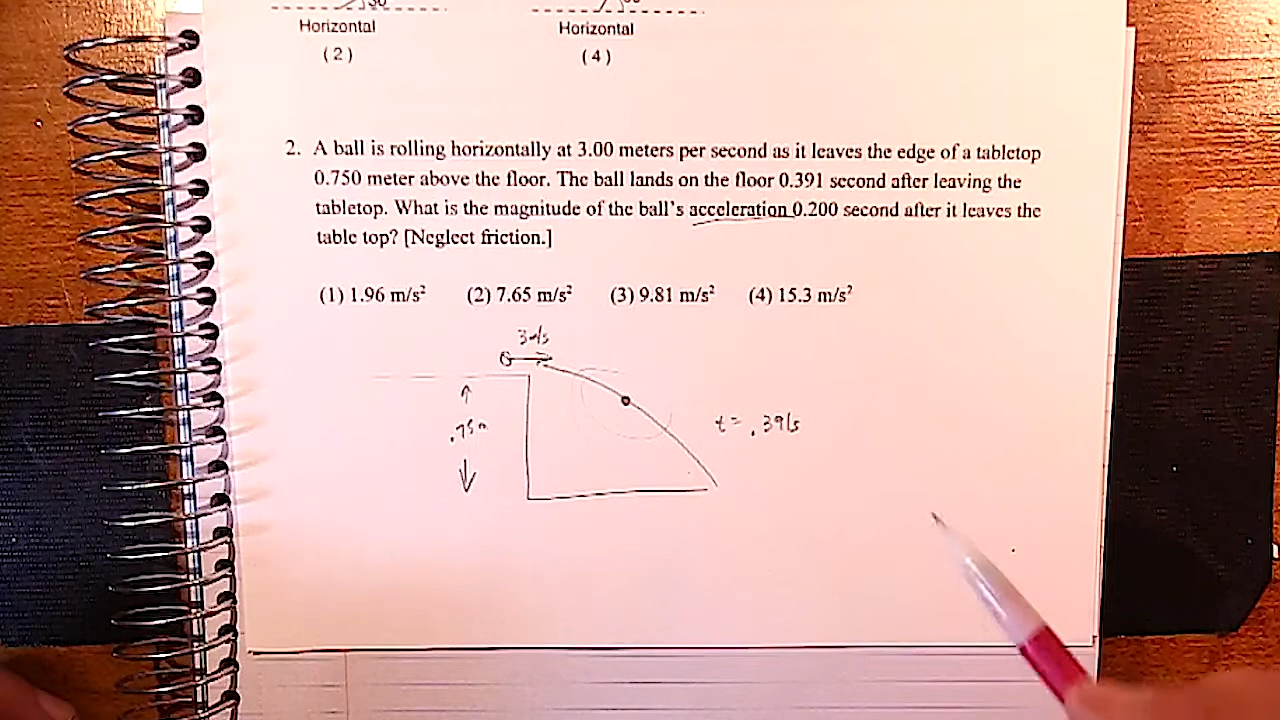 Horizontal Horizontal
(2) (4)
2. A ball is rolling horizontally at 3.00 meters per second as it leaves the edge of a tabletop
0.750 meter above the floor. The ball lands on the floor 0.391 second after leaving the
tabletop. What is the magnitude of the ball's acceleration 0.200 second after it leaves the
table top? [Neglect friction.]
(1) 1.96 m/s² (2) 7.65 m/s² (3) 9.81 m/s² (4) 15.3 m/s²
3m/s
.75m
t = .391s